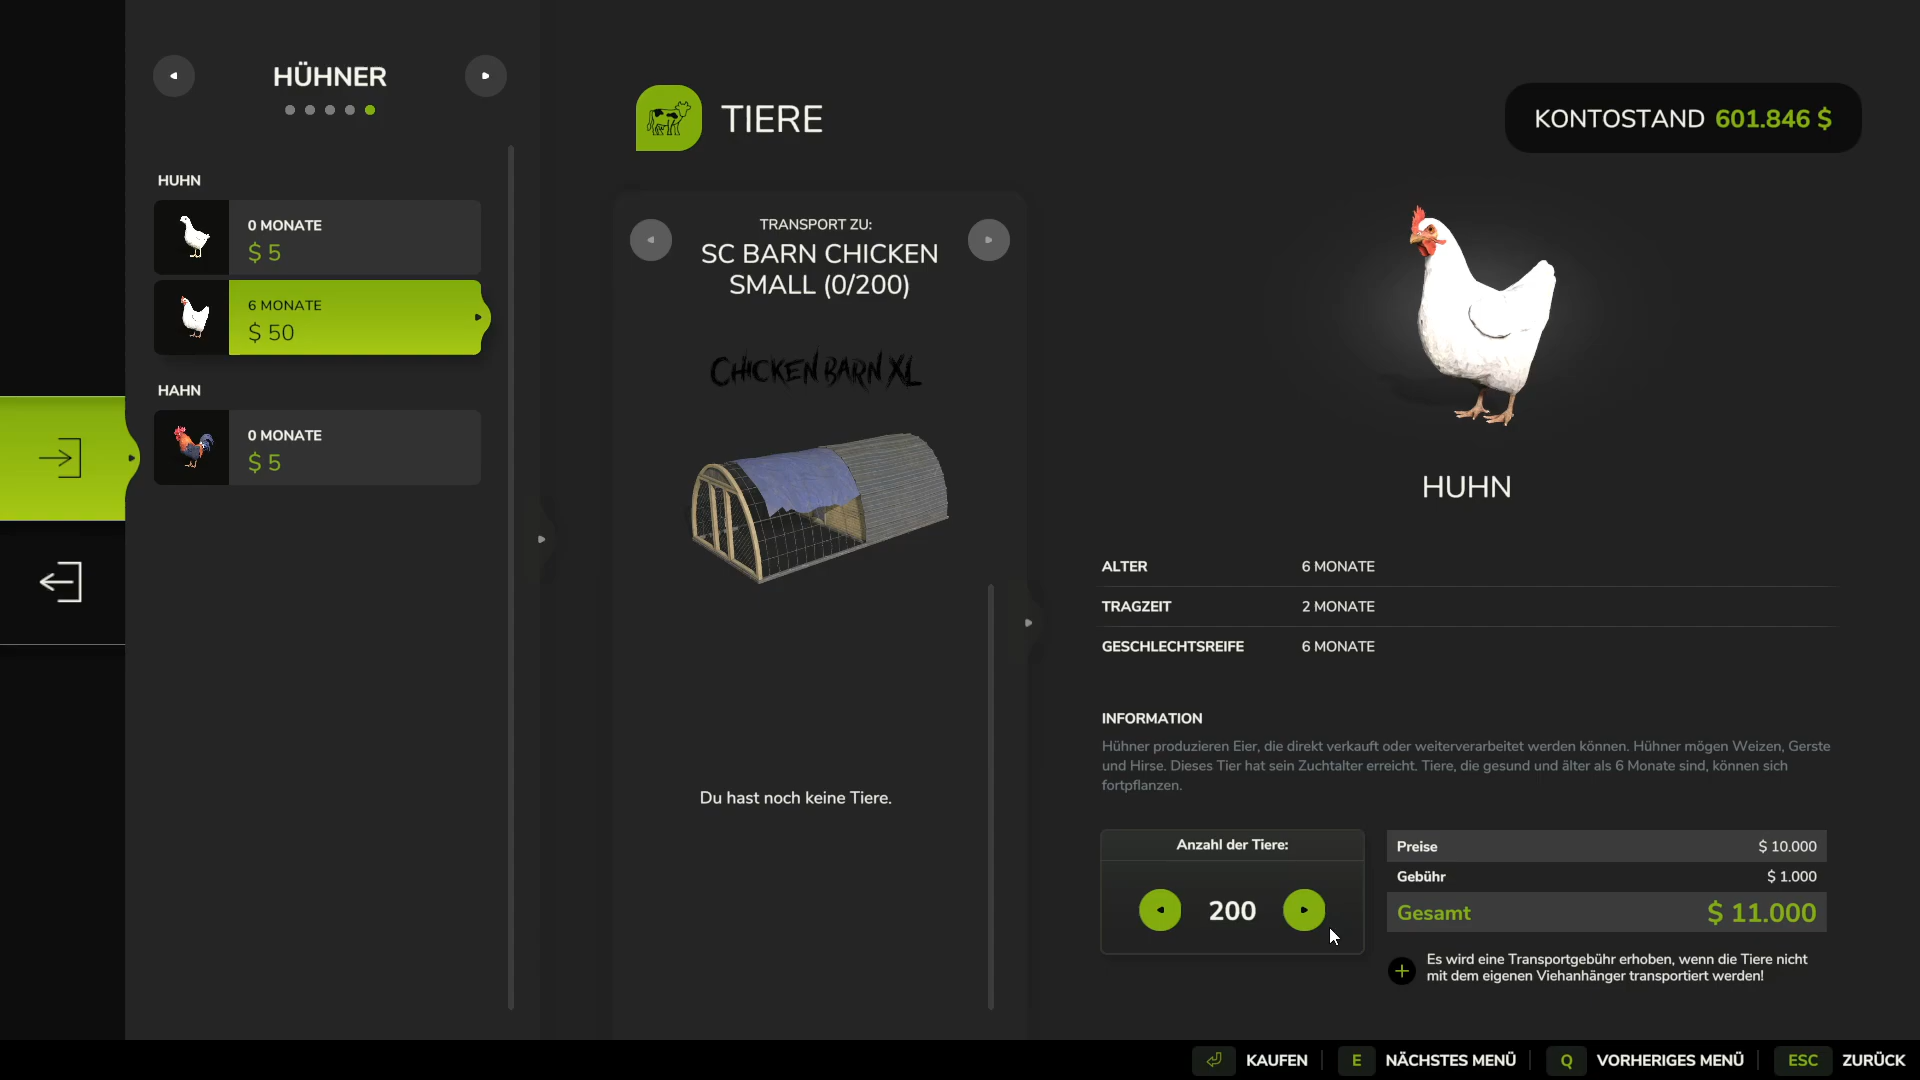 HÜHNER
HUHN
0 MONATE
$ 5
6 MONATE
$ 50
HAHN
0 MONATE
$ 5
TIERE
KONTOSTAND 601.846 $
TRANSPORT ZU:
SC BARN CHICKEN
SMALL (0/200)
CHICKEN BARN XL
Du hast noch keine Tiere.
HUHN
ALTER 6 MONATE
TRAGZEIT 2 MONATE
GESCHLECHTSREIFE 6 MONATE
INFORMATION
Hühner produzieren Eier, die direkt verkauft oder weiterverarbeitet werden können. Hühner mögen Weizen, Gerste
und Hirse. Dieses Tier hat sein Zuchtalter erreicht. Tiere, die gesund und älter als 6 Monate sind, können sich
fortpflanzen.
Anzahl der Tiere:
200
Preise $ 10.000
Gebühr $ 1.000
Gesamt $ 11.000
Es wird eine Transportgebühr erhoben, wenn die Tiere nicht
mit dem eigenen Viehanhänger transportiert werden!
KAUFEN E NÄCHSTES MENÜ Q VORHERIGES MENÜ ESC ZURÜCK